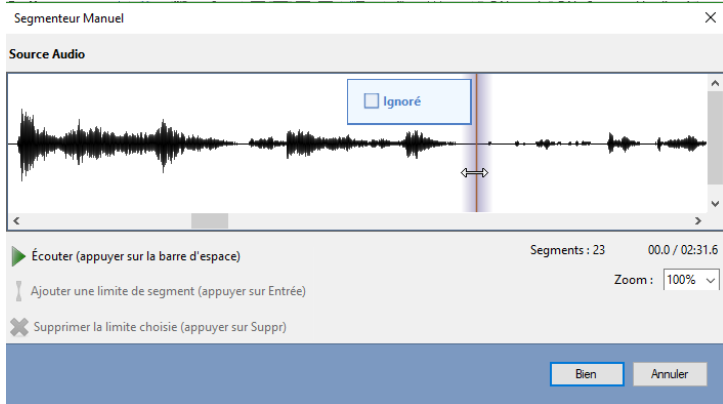 Segmenteur Manuel
Source Audio
Ignoré
Écouter (appuyer sur la barre d'espace)
Segments : 23 00.0 / 02:31.6
Zoom : 100%
Ajouter une limite de segment (appuyer sur Entrée)
Supprimer la limite choisie (appuyer sur Suppr)
Bien Annuler